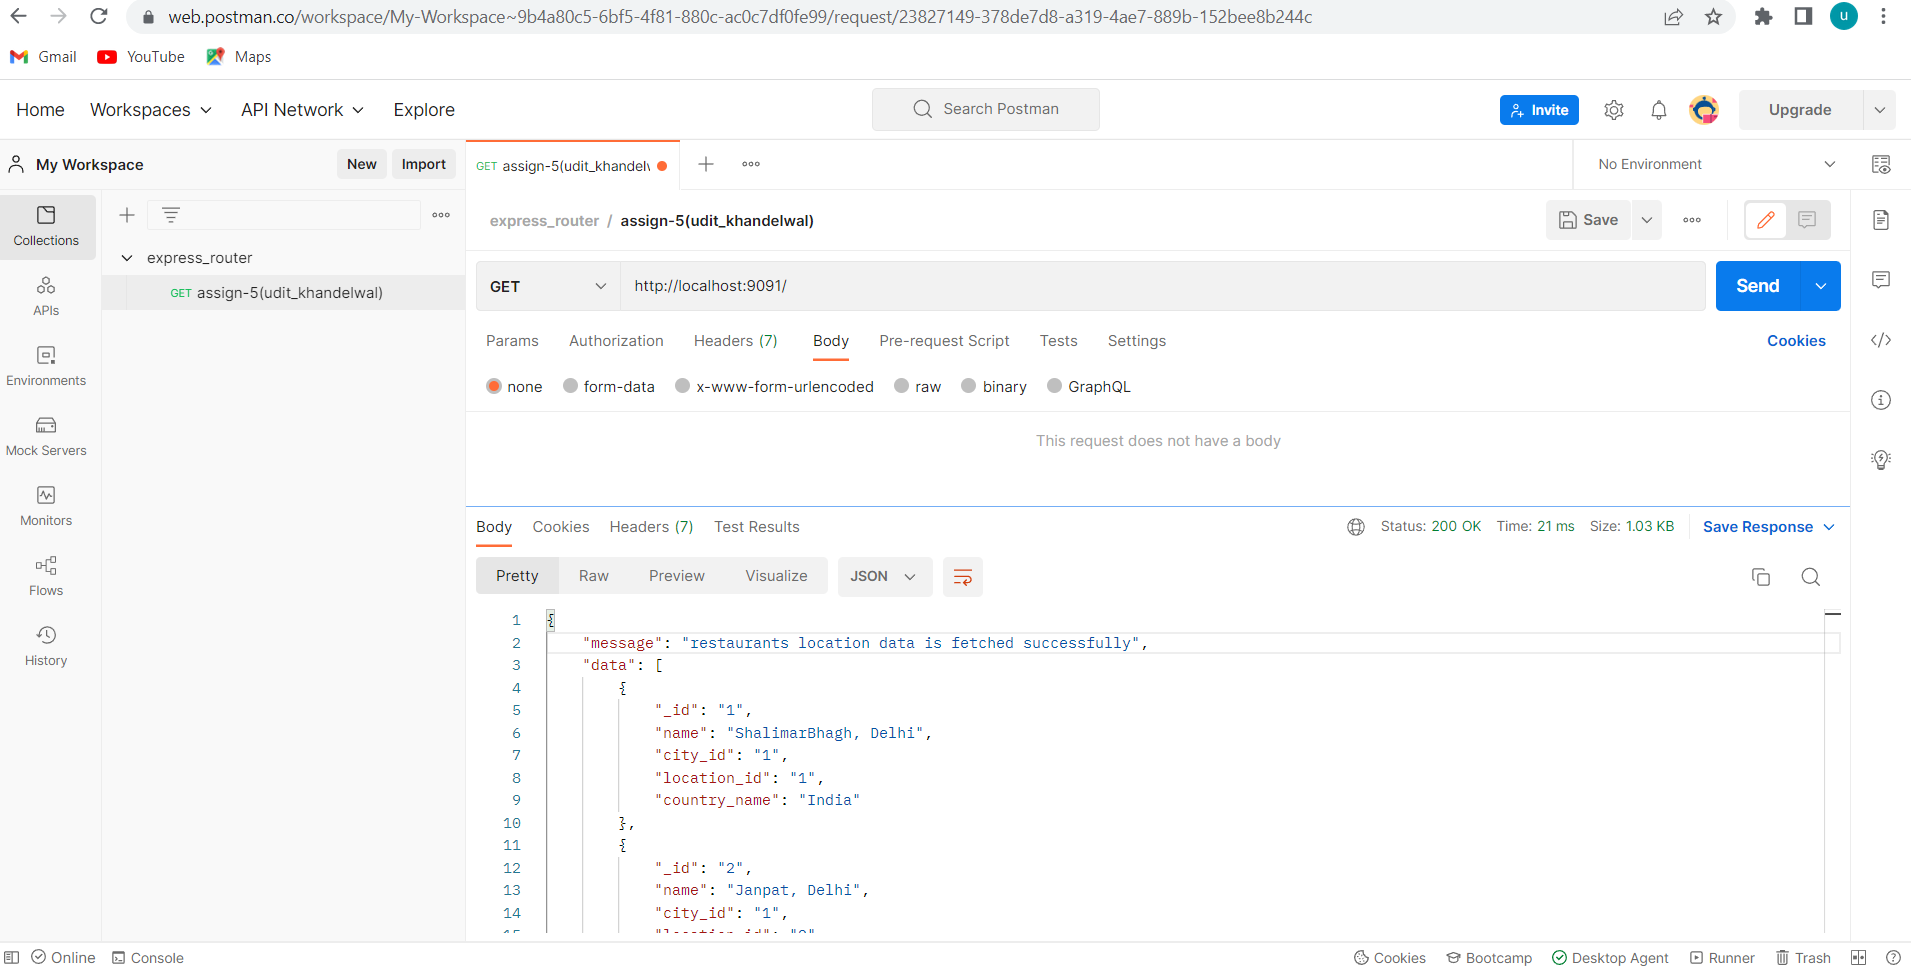 web.postman.co/workspace/My-Workspace~9b4a80c5-6bf5-4f81-880c-ac0c7df0fe99/request/23827149-378de7d8-a319-4ae7-889b-152bee8b244c
u
Gmail YouTube Maps
Home Workspaces API Network Explore Search Postman Invite Upgrade
My Workspace New Import
GET assign-5(udit_khandelw
No Environment
Collections
APIs
Environments
Mock Servers
Monitors
Flows
History
express_router
GET assign-5(udit_khandelwal)
express_router / assign-5(udit_khandelwal) Save
GET http://localhost:9091/ Send
Params Authorization Headers (7) Body Pre-request Script Tests Settings Cookies
none form-data x-www-form-urlencoded raw binary GraphQL
This request does not have a body
Body Cookies Headers (7) Test Results Status: 200 OK Time: 21 ms Size: 1.03 KB Save Response
Pretty Raw Preview Visualize JSON
1 {
2 "message": "restaurants location data is fetched successfully",
3 "data": [
4 {
5 "_id": "1",
6 "name": "ShalimarBhagh, Delhi",
7 "city_id": "1",
8 "location_id": "1",
9 "country_name": "India"
10 },
11 {
12 "_id": "2",
13 "name": "Janpat, Delhi",
14 "city_id": "1",
Online Console Cookies Bootcamp Desktop Agent Runner Trash